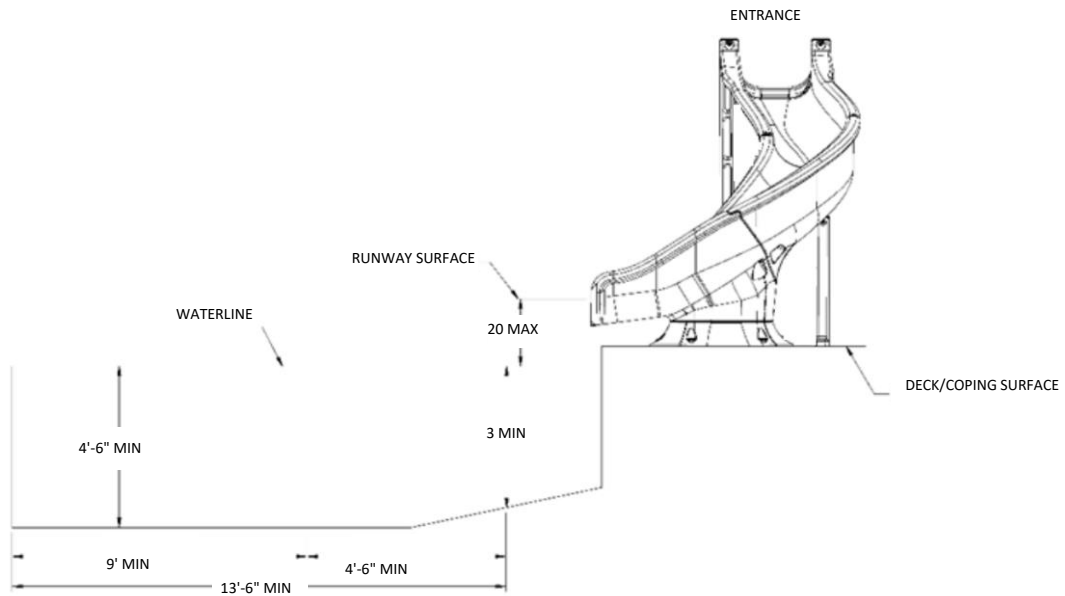 ENTRANCE
RUNWAY SURFACE
WATERLINE
20 MAX
DECK/COPING SURFACE
4'-6" MIN
3 MIN
9' MIN
4'-6" MIN
13'-6" MIN